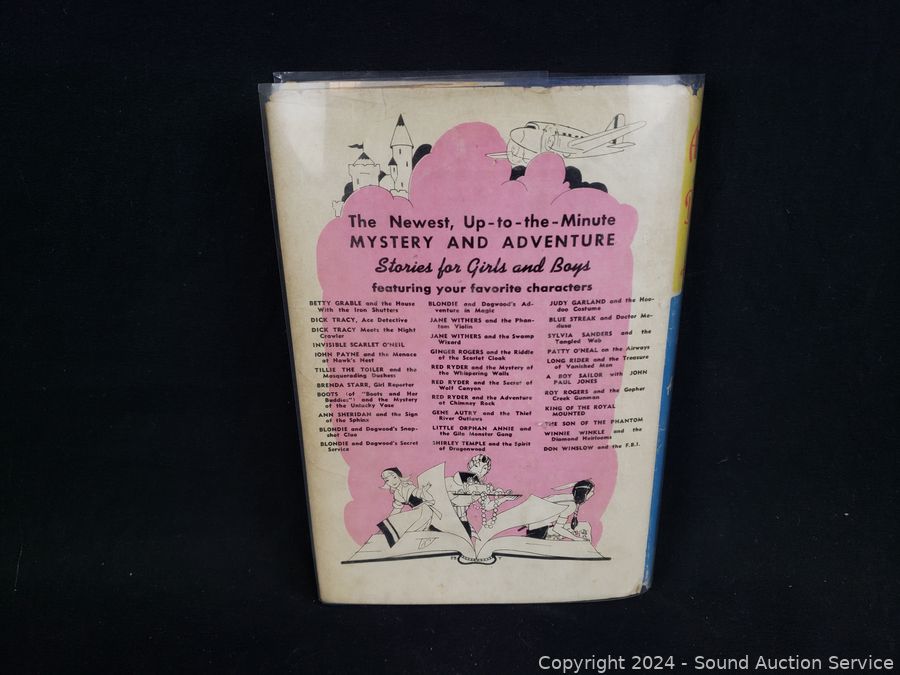 The Newest, Up-to-the-Minute
MYSTERY AND ADVENTURE
Stories for Girls and Boys
featuring your favorite characters
BETTY GRABLE and the House
With the Iron Shutters
DICK TRACY, Ace Detective
DICK TRACY Meets the Night
Crawler
INVISIBLE SCARLET O'NEIL
JOHN PAYNE and the Menace
at Hawk's Nest
TILLIE THE TOILER and the
Masquerading Duchess
BRENDA STARR, Girl Reporter
BOOTS (of "Boots and Her
Buddies") and the Mystery
of the Unlucky Vase
ANN SHERIDAN and the Sign
of the Sphinx
BLONDIE and Dagwood's Snap-
shot Clue
BLONDIE and Dagwood's Secret
Service
BLONDIE and Dagwood's Ad-
venture in Magic
JANE WITHERS and the Phan-
tom Violin
JANE WITHERS and the Swamp
Wizard
GINGER ROGERS and the Riddle
of the Scarlet Cloak
RED RYDER and the Mystery of
the Whispering Walls
RED RYDER and the Secret of
Wolf Canyon
RED RYDER and the Adventure
at Chimney Rock
GENE AUTRY and the Thief
River Outlaws
LITTLE ORPHAN ANNIE and
the Gila Monster Gang
SHIRLEY TEMPLE and the Spirit
of Dragonwood
JUDY GARLAND and the Hoo-
doo Costume
BLUE STREAK and Doctor Me-
dusa
SYLVIA SANDERS and the
Tangled Web
PATTY O'NEAL on the Airways
LONG RIDER and the Treasure
of Vanished Men
A BOY SAILOR with JOHN
PAUL JONES
ROY ROGERS and the Gopher
Creek Gunman
KING OF THE ROYAL
MOUNTED
THE SON OF THE PHANTOM
WINNIE WINKLE and the
Diamond Heirlooms
DON WINSLOW and the F.B.I.
Copyright 2024 - Sound Auction Service